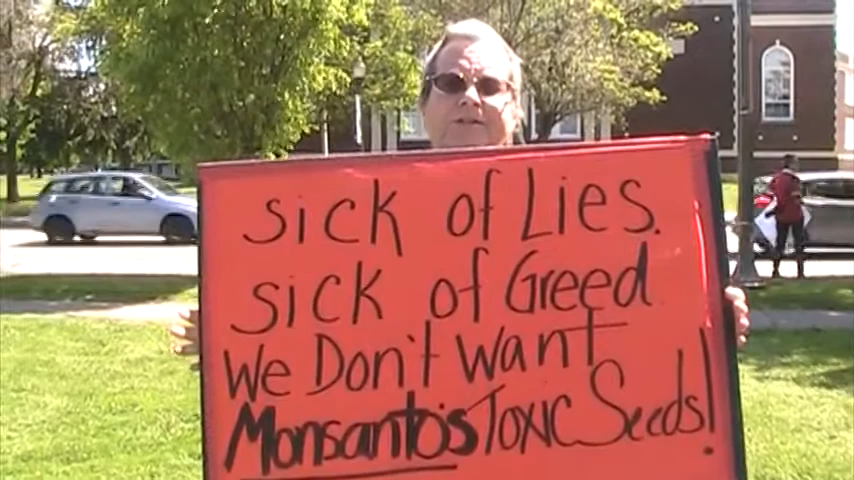 sick of Lies.
sick of Greed
We Don't Want
Monsanto's Toxic Seeds!